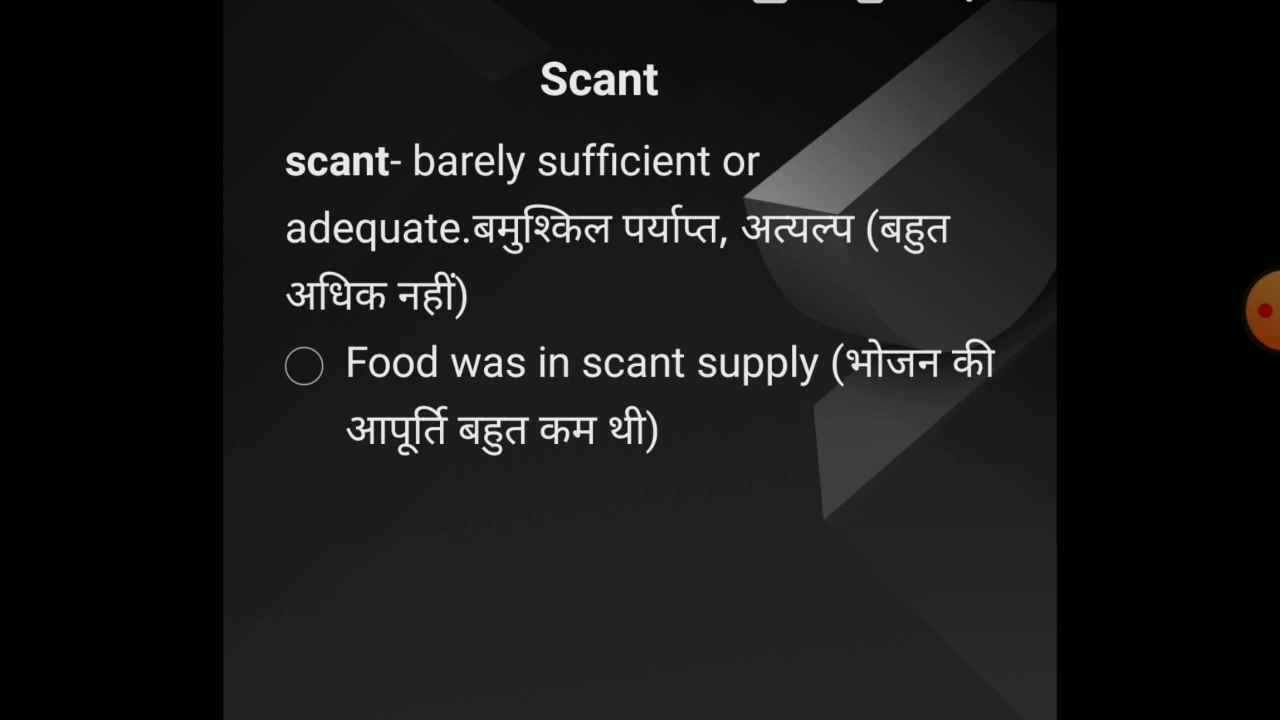 Scant
scant- barely sufficient or
adequate.बमुश्किल पर्याप्त, अत्यल्प (बहुत
अधिक नहीं)
Food was in scant supply (भोजन की
आपूर्ति बहुत कम थी)